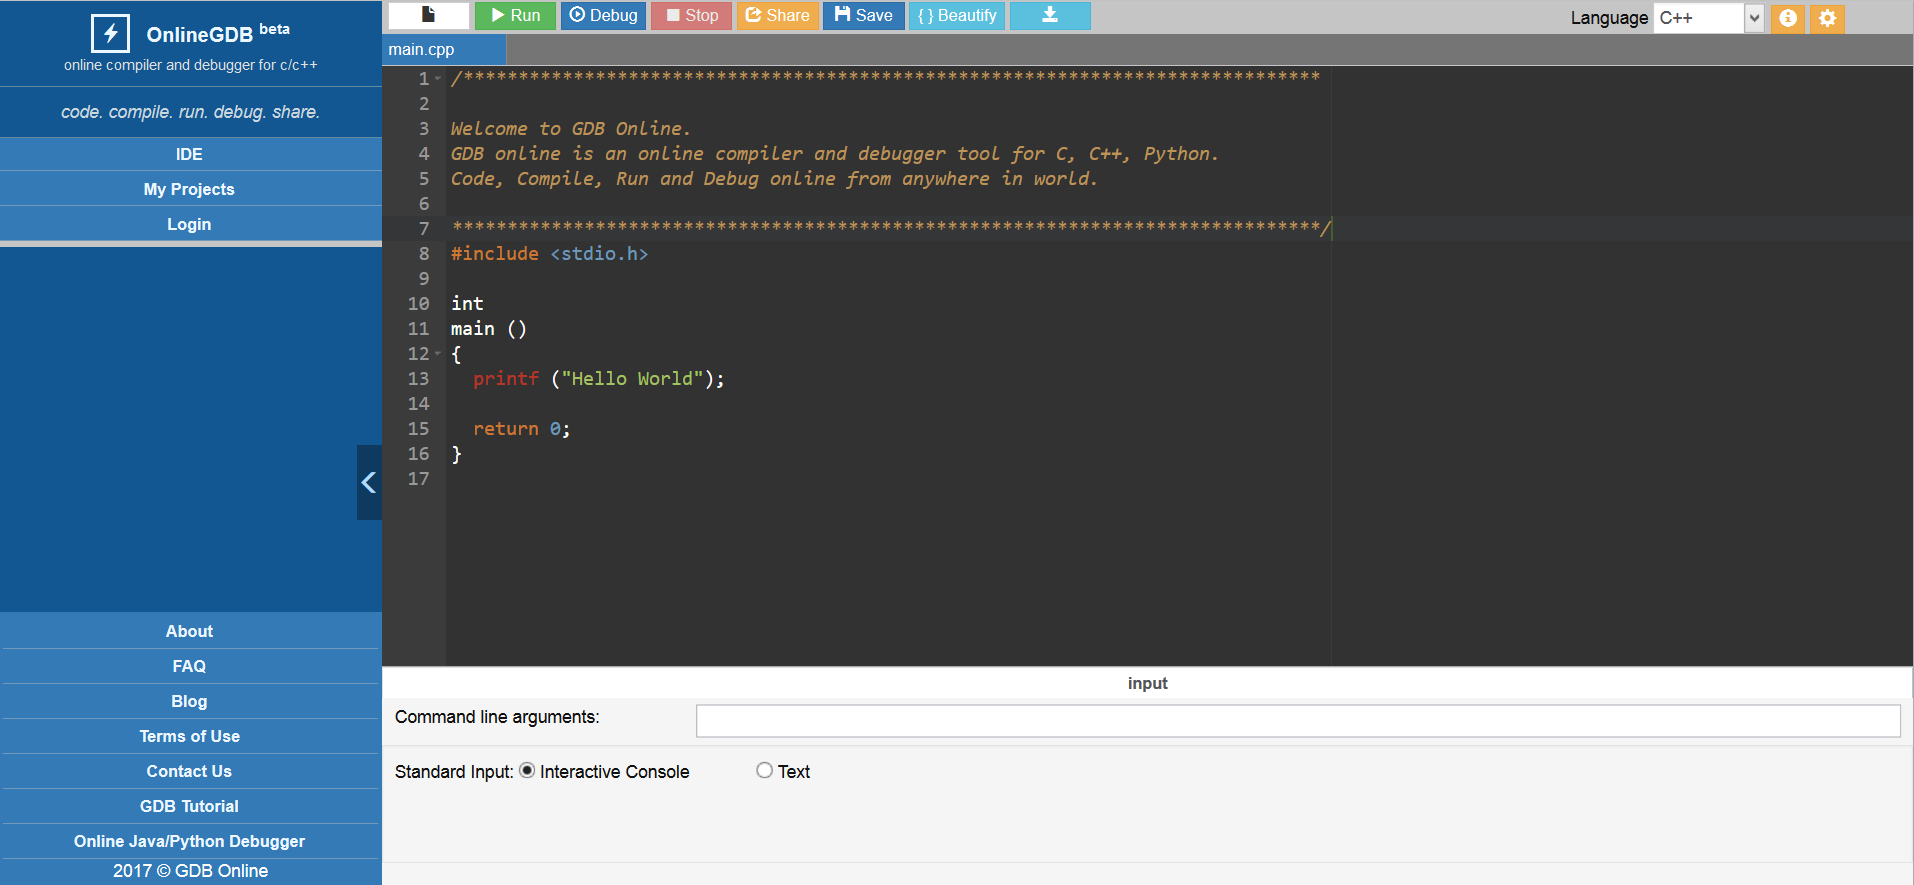 OnlineGDB beta
online compiler and debugger for c/c++
code. compile. run. debug. share.
IDE
My Projects
Login
About
FAQ
Blog
Terms of Use
Contact Us
GDB Tutorial
Online Java/Python Debugger
2017 © GDB Online
Run Debug Stop Share Save { } Beautify Language C++
main.cpp
1 /******************************************************************************
2
3 Welcome to GDB Online.
4 GDB online is an online compiler and debugger tool for C, C++, Python.
5 Code, Compile, Run and Debug online from anywhere in world.
6
7 *******************************************************************************/
8 #include <stdio.h>
9
10 int
11 main ()
12 {
13 printf ("Hello World");
14
15 return 0;
16 }
17
input
Command line arguments:
Standard Input: Interactive Console Text